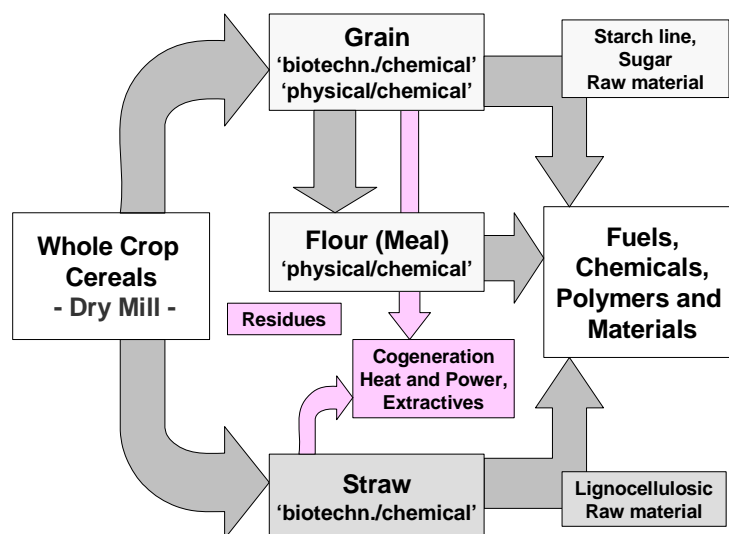 Grain
‘biotechn./chemical’
‘physical/chemical’
Starch line,
Sugar
Raw material
Whole Crop
Cereals
- Dry Mill -
Flour (Meal)
‘physical/chemical’
Fuels,
Chemicals,
Polymers and
Materials
Residues
Cogeneration
Heat and Power,
Extractives
Straw
‘biotechn./chemical’
Lignocellulosic
Raw material